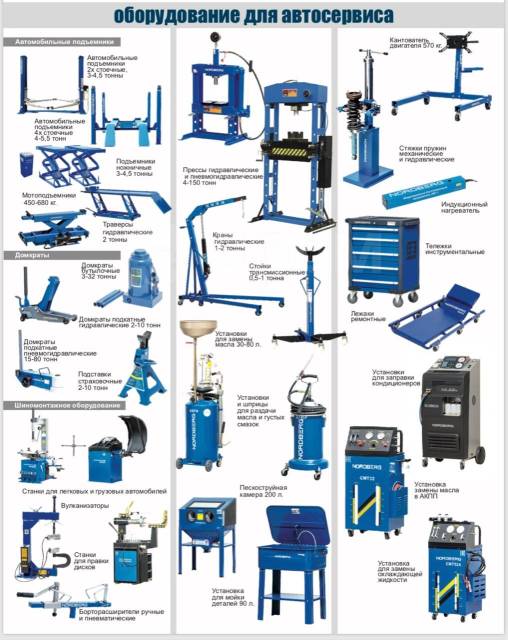 оборудование для автосервиса
Автомобильные подъемники
Автомобильные
подъемники
2х стоечные,
3-4,5 тонны
Автомобильные
подъемники
4х стоечные
4-5,5 тонн
Подъемники
ножничные
3-4,5 тонны
Мотоподъемники
450-680 кг.
Траверсы
гидравлические
2 тонны
Домкраты
Домкраты
бутылочные
3-32 тонны
Домкраты подкатные
гидравлические 2-10 тонн
Домкраты
подкатные
пневмогидравлические
15-80 тонн
Подставки
страховочные
2-10 тонн
Шиномонтажное оборудование
Станки для легковых и грузовых автомобилей
Вулканизаторы
Станки
для правки
дисков
Борторасширители ручные
и пневматические
Прессы гидравлические
и пневмогидравлические
4-150 тонн
Краны
гидравлические
1-2 тонны
Стойки
трансмиссионные
0,5-1 тонна
Установки
для замены
масла 30-80 л.
Установки
и шприцы
для раздачи
масла и густых
смазок
NORDBERG
NORDBERG
Пескоструйная
камера 200 л.
Установка
для мойки
деталей 90 л.
Кантователь
двигателя 570 кг.
Стяжки пружин
механические
и гидравлические
NORDBERG
Индукционный
нагреватель
Тележки
инструментальные
Лежаки
ремонтные
Установки
для заправки
кондиционеров
NORDBERG
NORDBERG
CMT32
Установка
замены масла
в АКПП
Установка
для замены
охлаждающей
жидкости
NORDBERG